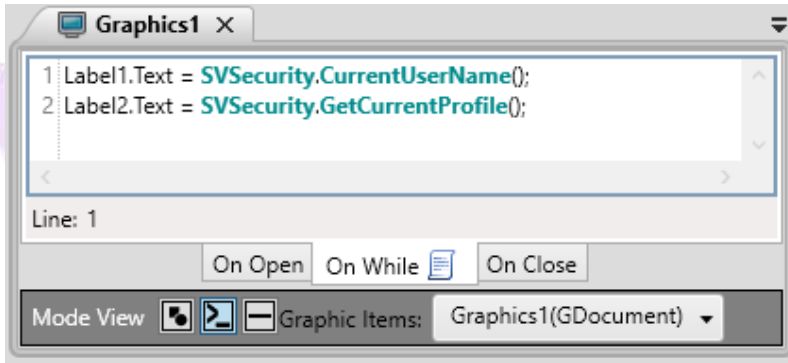 Graphics1
1 Label1.Text = SVSecurity.CurrentUserName();
2 Label2.Text = SVSecurity.GetCurrentProfile();
Line: 1
On Open On While On Close
Mode View Graphic Items: Graphics1(GDocument)